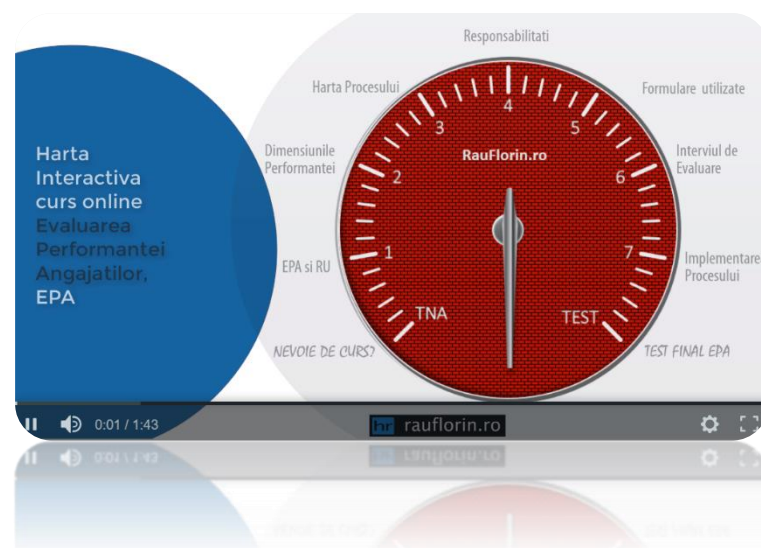 Harta
Interactiva
curs online
Evaluarea
Performantei
Angajatilor,
EPA
Responsabilitati
Harta Procesului
Formulare utilizate
Dimensiunile
Performantei
Interviul de
Evaluare
EPA si RU
Implementare
Procesului
NEVOIE DE CURS?
TEST FINAL EPA
RauFlorin.ro
TNA
1
2
3
4
5
6
7
TEST
0:01 / 1:43
hr rauflorin.ro